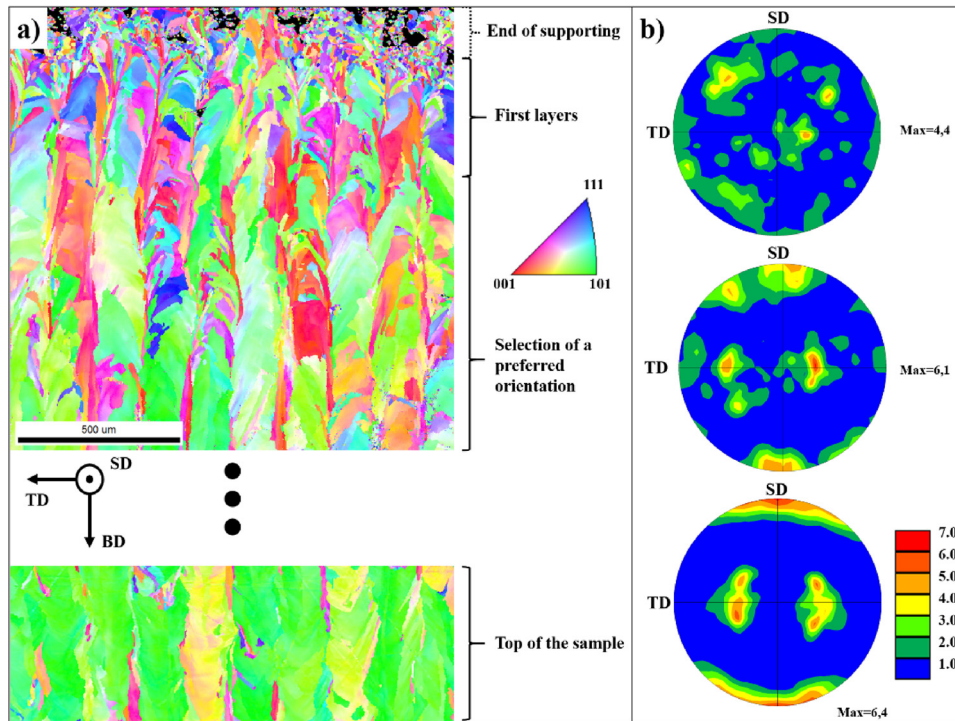 a)
End of supporting
First layers
111
001
101
Selection of a
preferred
orientation
500 um
SD
TD
BD
Top of the sample
b)
SD
TD
Max=4,4
SD
TD
Max=6,1
SD
TD
7.0
6.0
5.0
4.0
3.0
2.0
1.0
Max=6,4